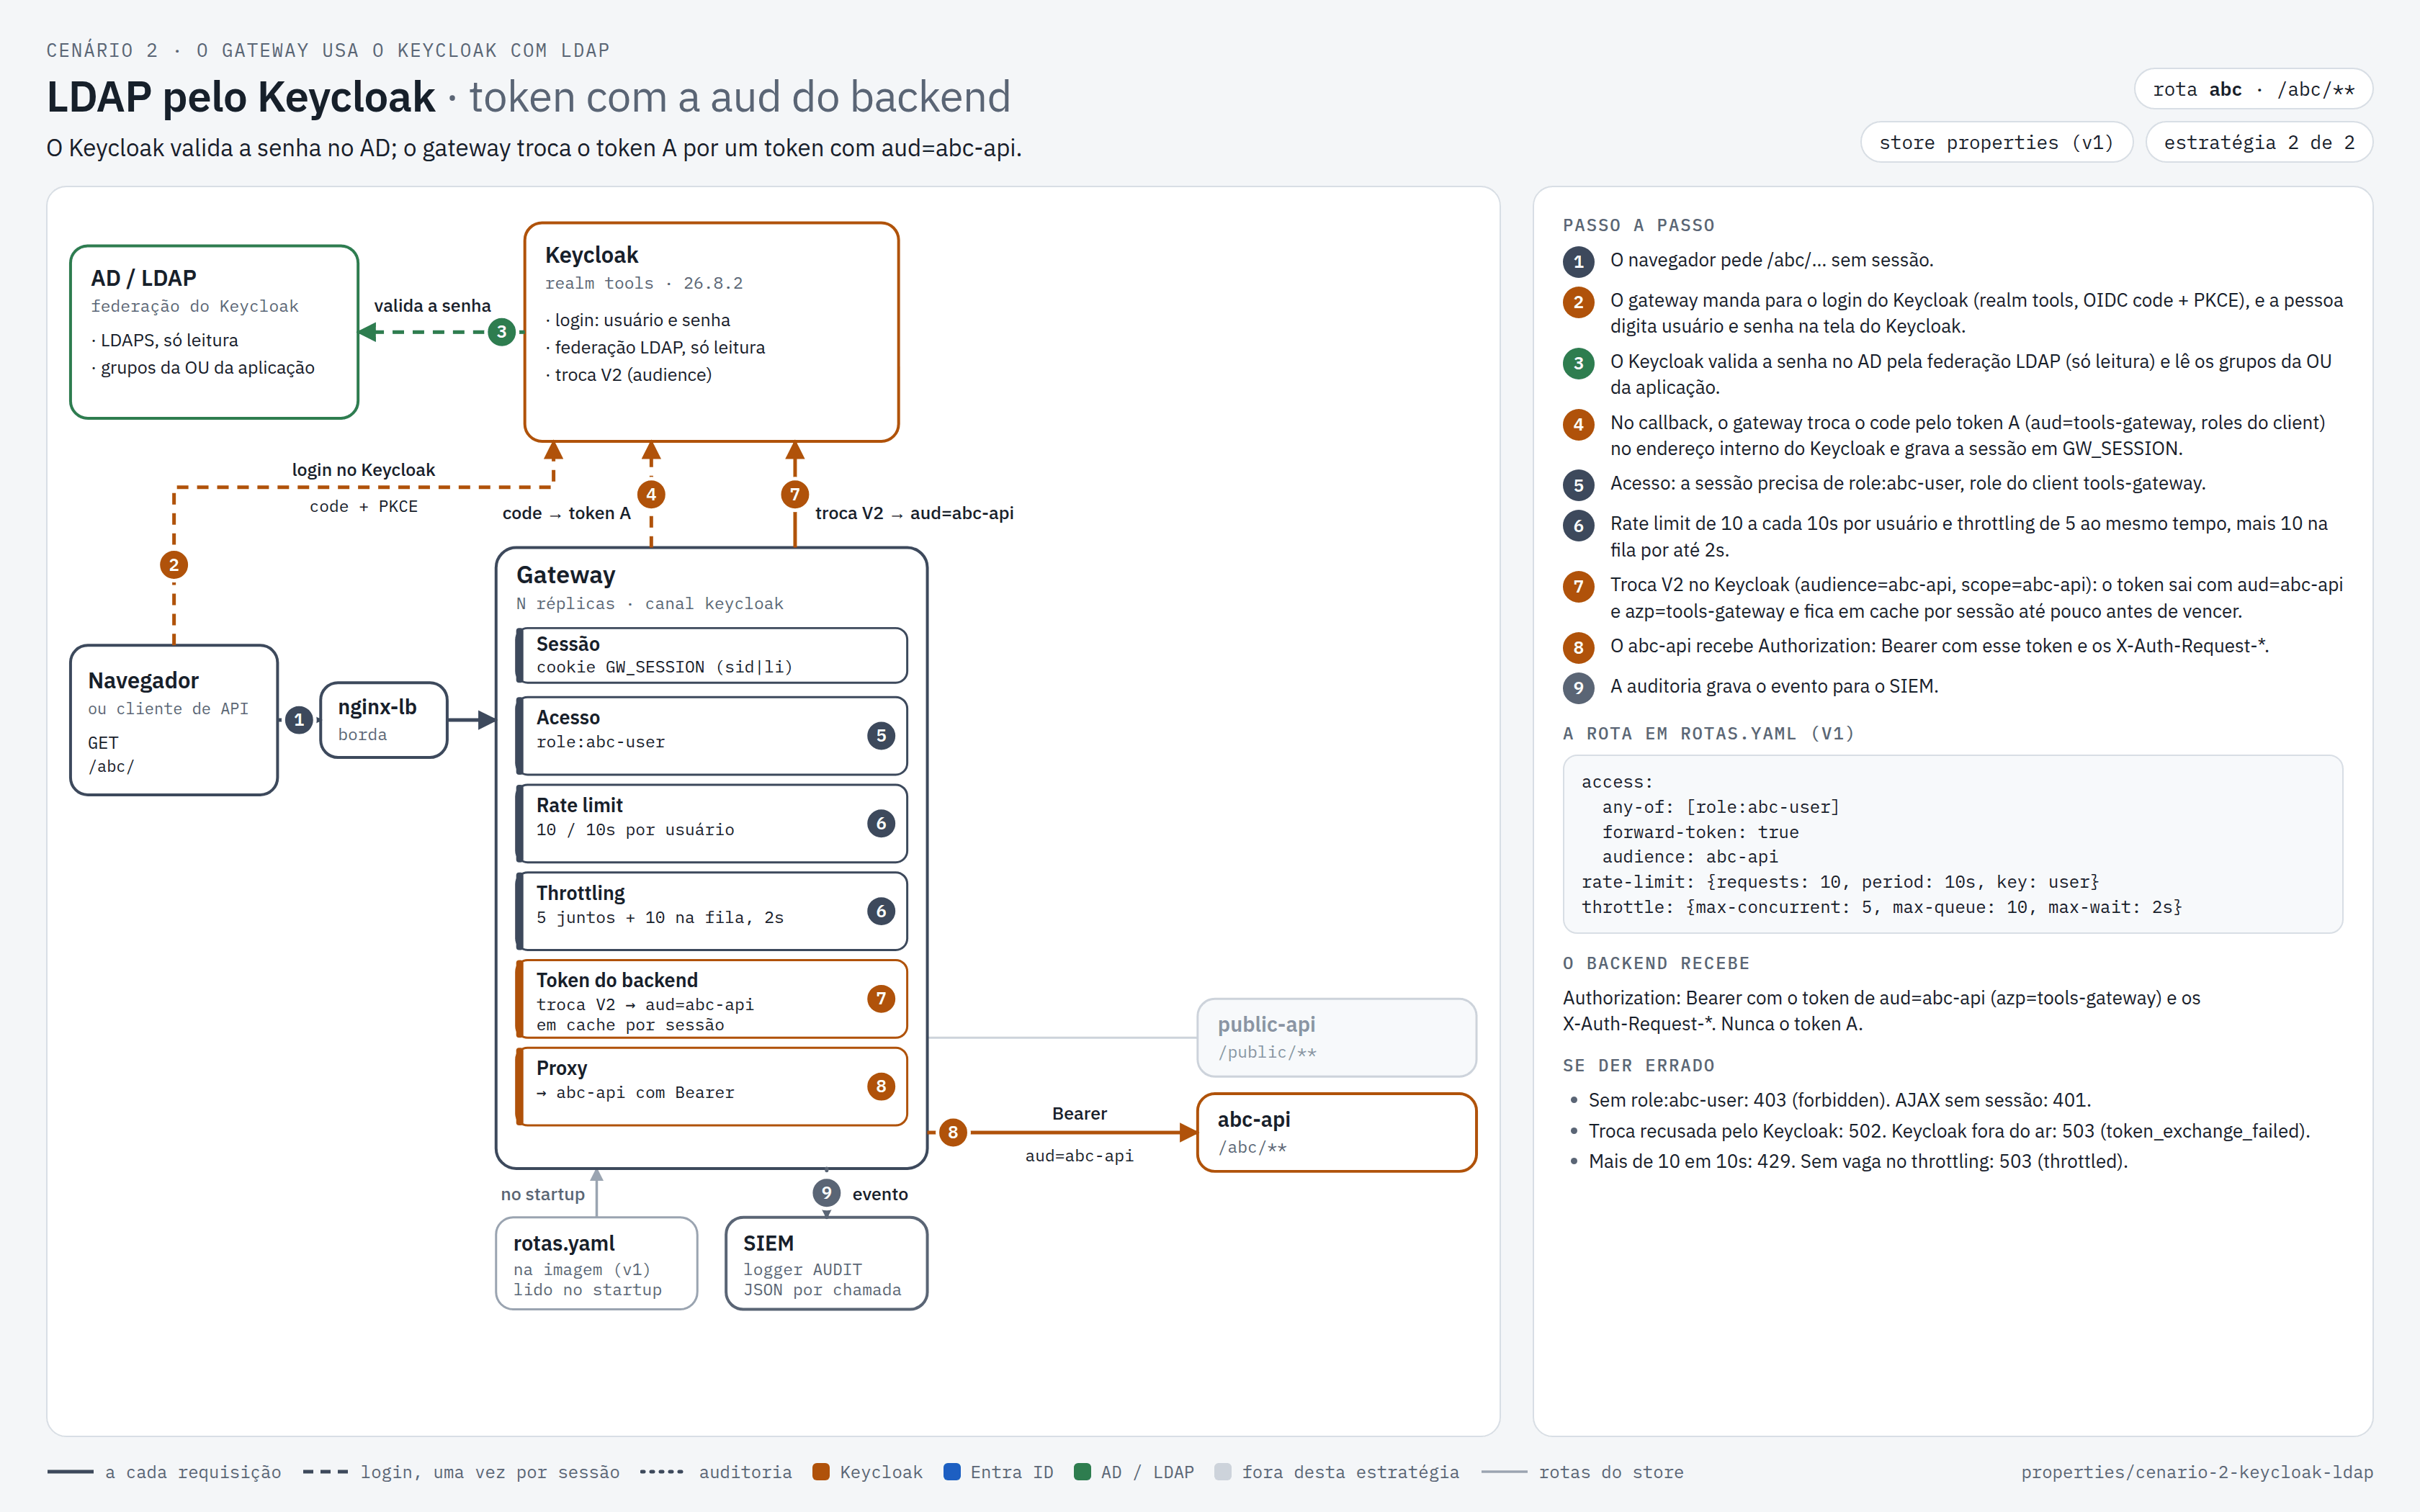 CENÁRIO 2 · O GATEWAY USA O KEYCLOAK COM LDAP
LDAP pelo Keycloak · token com a aud do backend
O Keycloak valida a senha no AD; o gateway troca o token A por um token com aud=abc-api.
rota abc · /abc/**
store properties (v1)
estratégia 2 de 2
AD / LDAP
federação do Keycloak
· LDAPS, só leitura
· grupos da OU da aplicação
valida a senha
3
Keycloak
realm tools · 26.8.2
· login: usuário e senha
· federação LDAP, só leitura
· troca V2 (audience)
login no Keycloak
code + PKCE
2
4
code → token A
7
troca V2 → aud=abc-api
Navegador
ou cliente de API
GET
/abc/
1
nginx-lb
borda
Gateway
N réplicas · canal keycloak
Sessão
cookie GW_SESSION (sid|li)
Acesso
role:abc-user
5
Rate limit
10 / 10s por usuário
6
Throttling
5 juntos + 10 na fila, 2s
6
Token do backend
troca V2 → aud=abc-api
em cache por sessão
7
Proxy
→ abc-api com Bearer
8
public-api
/public/**
8
Bearer
aud=abc-api
abc-api
/abc/**
no startup
9
evento
rotas.yaml
na imagem (v1)
lido no startup
SIEM
logger AUDIT
JSON por chamada
PASSO A PASSO
1 O navegador pede /abc/... sem sessão.
2 O gateway manda para o login do Keycloak (realm tools, OIDC code + PKCE), e a pessoa
digita usuário e senha na tela do Keycloak.
3 O Keycloak valida a senha no AD pela federação LDAP (só leitura) e lê os grupos da OU
da aplicação.
4 No callback, o gateway troca o code pelo token A (aud=tools-gateway, roles do client)
no endereço interno do Keycloak e grava a sessão em GW_SESSION.
5 Acesso: a sessão precisa de role:abc-user, role do client tools-gateway.
6 Rate limit de 10 a cada 10s por usuário e throttling de 5 ao mesmo tempo, mais 10 na
fila por até 2s.
7 Troca V2 no Keycloak (audience=abc-api, scope=abc-api): o token sai com aud=abc-api
e azp=tools-gateway e fica em cache por sessão até pouco antes de vencer.
8 O abc-api recebe Authorization: Bearer com esse token e os X-Auth-Request-*.
9 A auditoria grava o evento para o SIEM.
A ROTA EM ROTAS.YAML (V1)
access:
  any-of: [role:abc-user]
  forward-token: true
  audience: abc-api
rate-limit: {requests: 10, period: 10s, key: user}
throttle: {max-concurrent: 5, max-queue: 10, max-wait: 2s}
O BACKEND RECEBE
Authorization: Bearer com o token de aud=abc-api (azp=tools-gateway) e os
X-Auth-Request-*. Nunca o token A.
SE DER ERRADO
• Sem role:abc-user: 403 (forbidden). AJAX sem sessão: 401.
• Troca recusada pelo Keycloak: 502. Keycloak fora do ar: 503 (token_exchange_failed).
• Mais de 10 em 10s: 429. Sem vaga no throttling: 503 (throttled).
a cada requisição
login, uma vez por sessão
auditoria
Keycloak
Entra ID
AD / LDAP
fora desta estratégia
rotas do store
properties/cenario-2-keycloak-ldap